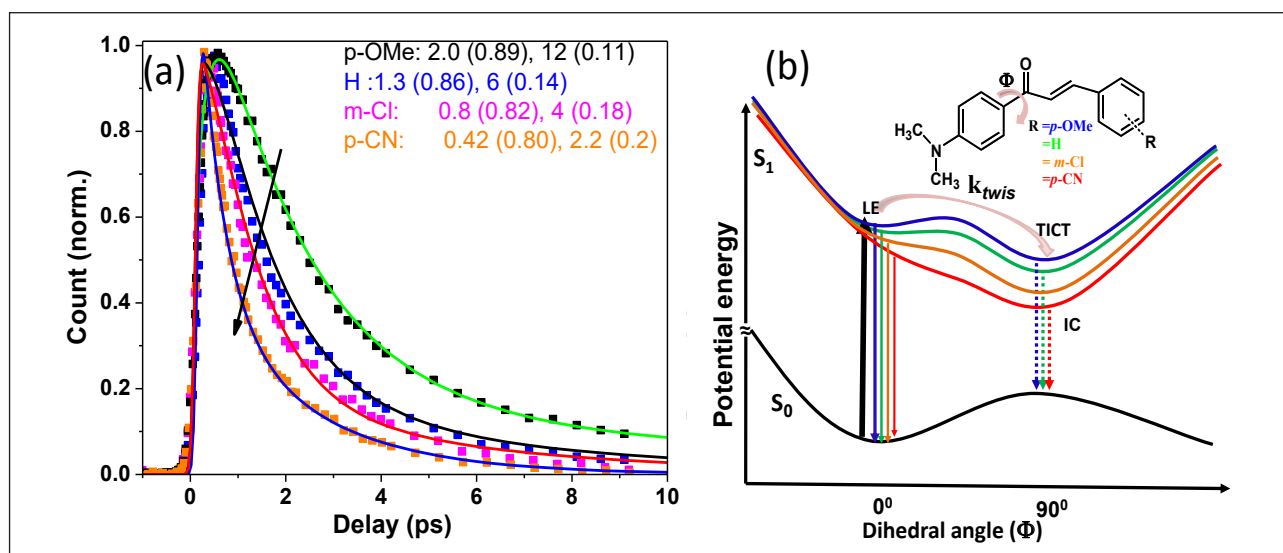 (a)
p-OMe: 2.0 (0.89), 12 (0.11)
H :1.3 (0.86), 6 (0.14)
m-Cl: 0.8 (0.82), 4 (0.18)
p-CN: 0.42 (0.80), 2.2 (0.2)
Count (norm.)
1.0
0.8
0.6
0.4
0.2
0.0
0 2 4 6 8 10
Delay (ps)
(b)
O
Φ
R =p-OMe
=H
= m-Cl
=p-CN
R
H₃C
N
CH₃
S₁
k_twis
LE
TICT
IC
S₀
Potential energy
≈
0⁰ 90⁰
Dihedral angle (Φ)